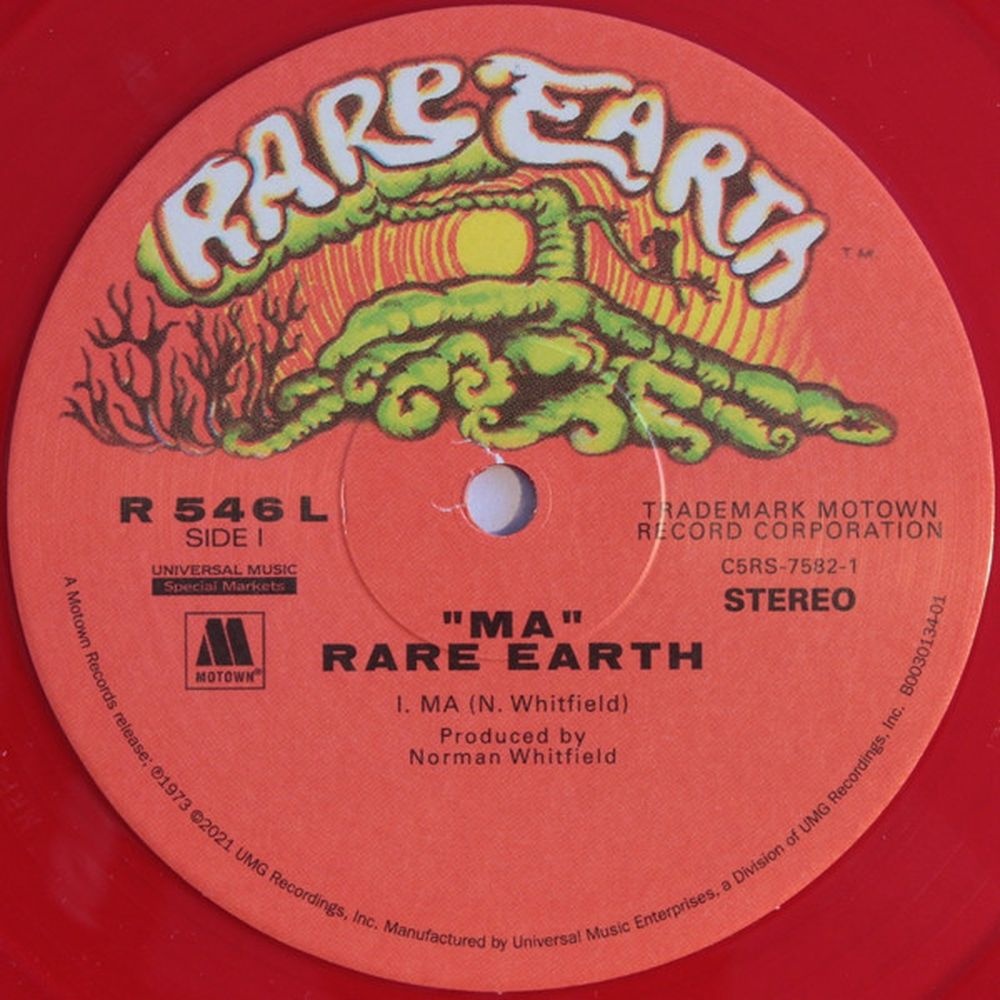 RARE EARTH
TM
R 546 L
SIDE I
UNIVERSAL MUSIC
Special Markets
M
MOTOWN®
TRADEMARK MOTOWN
RECORD CORPORATION
C5RS-7582-1
STEREO
"MA"
RARE EARTH
I. MA (N. Whitfield)
Produced by
Norman Whitfield
A Motown Records release; ℗1973 ©2021 UMG Recordings, Inc. Manufactured by Universal Music Enterprises, a Division of UMG Recordings, Inc. B0030134-01